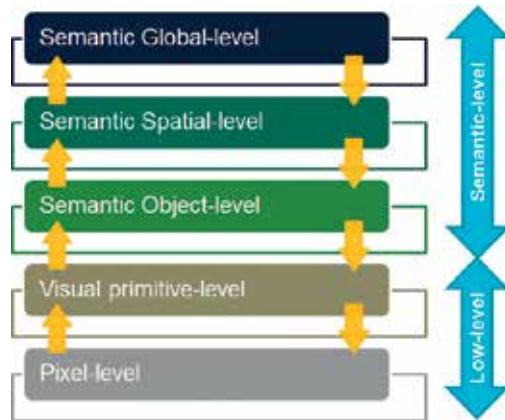 Semantic Global-level
Semantic Spatial-level
Semantic Object-level
Visual primitive-level
Pixel-level
Semantic-level
Low-level